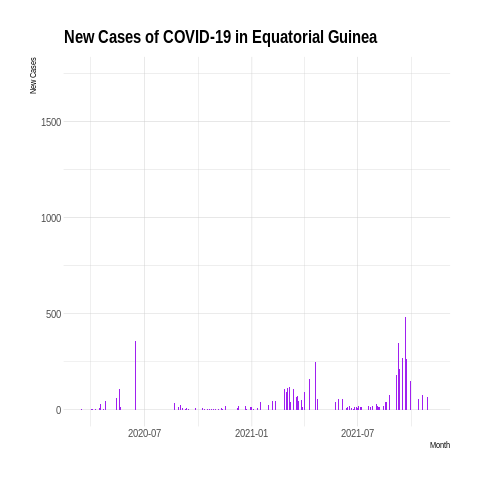 New Cases of COVID-19 in Equatorial Guinea
New Cases
1500
1000
500
0
2020-07 2021-01 2021-07
Month